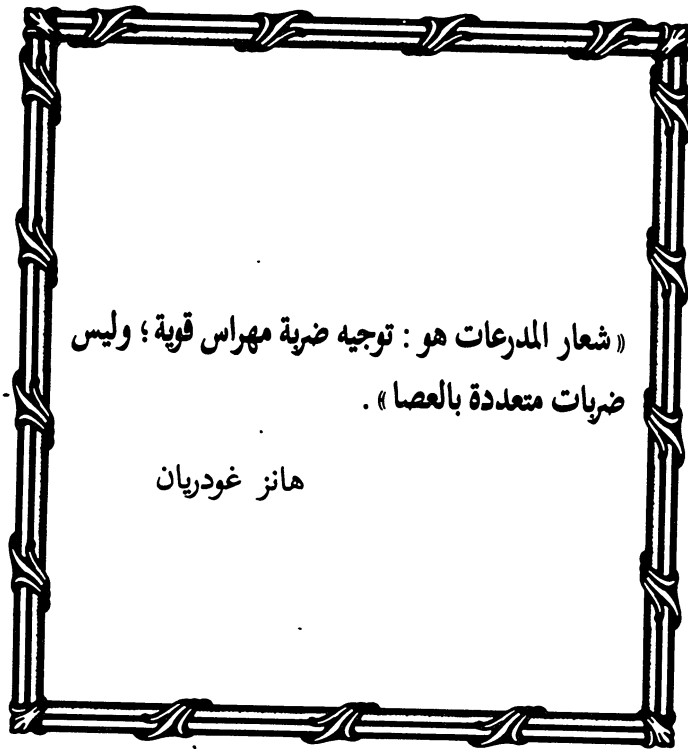 « شعار المدرعات هو : توجيه ضربة مهراس قوية ؛ وليس
ضربات متعددة بالعصا » .
هانز غودريان